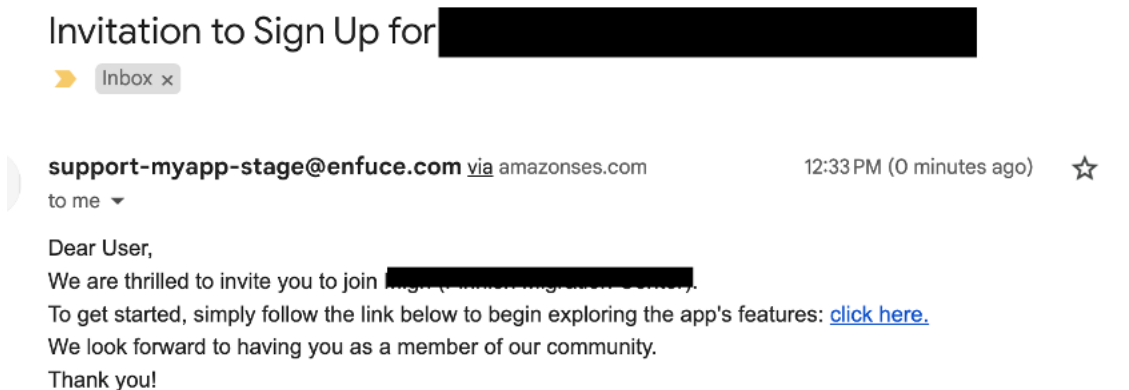 Invitation to Sign Up for
Inbox x
support-myapp-stage@enfuce.com via amazonses.com 12:33 PM (0 minutes ago)
to me
Dear User,
We are thrilled to invite you to join
To get started, simply follow the link below to begin exploring the app's features: click here.
We look forward to having you as a member of our community.
Thank you!